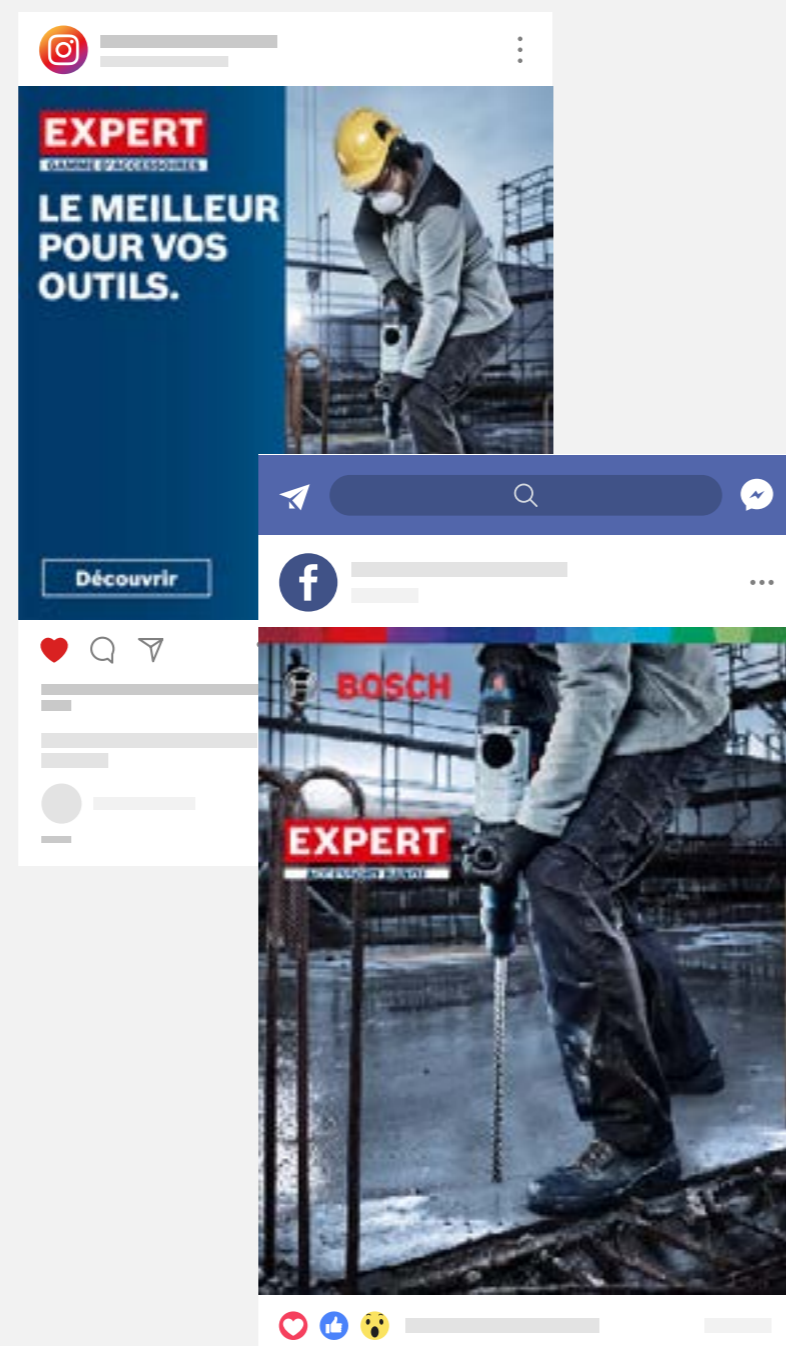 EXPERT
GAMME D'ACCESSOIRES
LE MEILLEUR
POUR VOS
OUTILS.
Découvrir
BOSCH
EXPERT
ACCESSORY RANGE